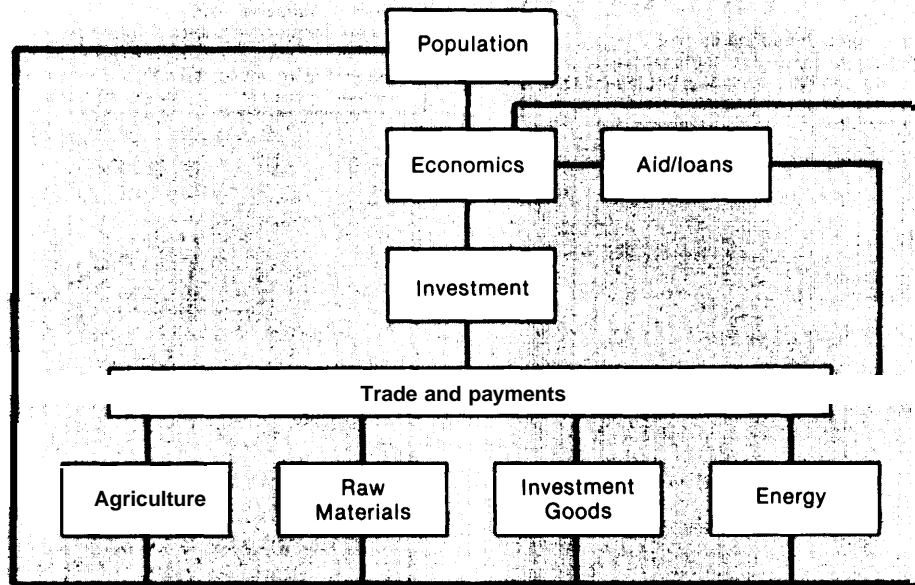 Population
Economics
Aid/loans
Investment
Trade and payments
Agriculture
Raw
Materials
Investment
Goods
Energy